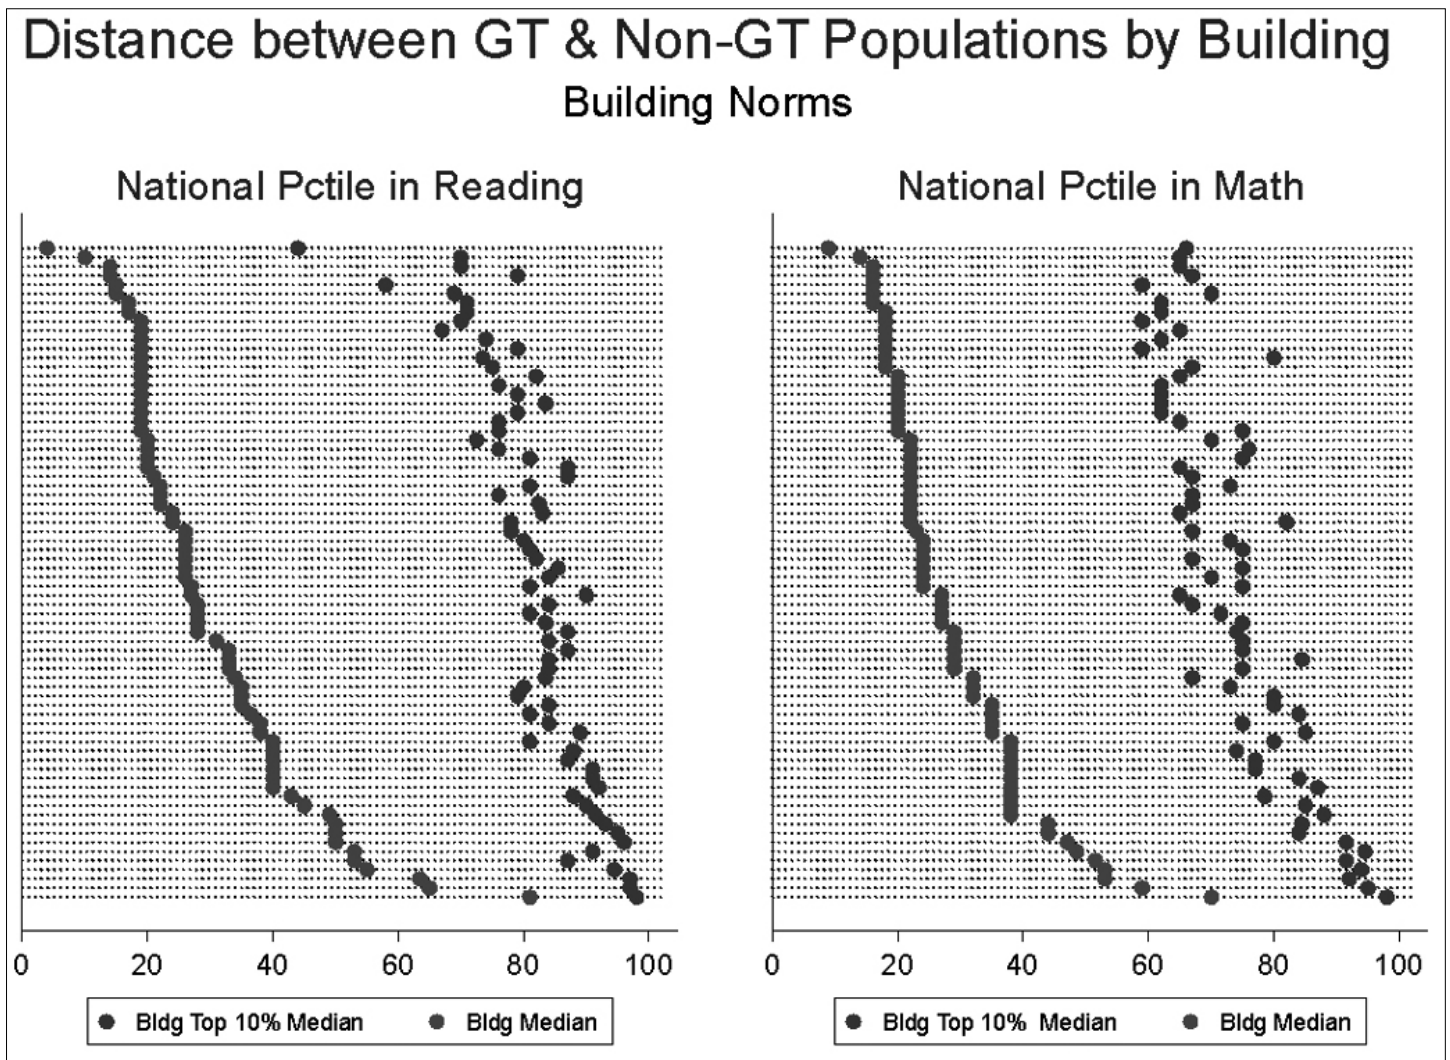 Distance between GT & Non-GT Populations by Building
Building Norms
National Pctile in Reading
National Pctile in Math
0 20 40 60 80 100
0 20 40 60 80 100
Bldg Top 10% Median Bldg Median
Bldg Top 10% Median Bldg Median